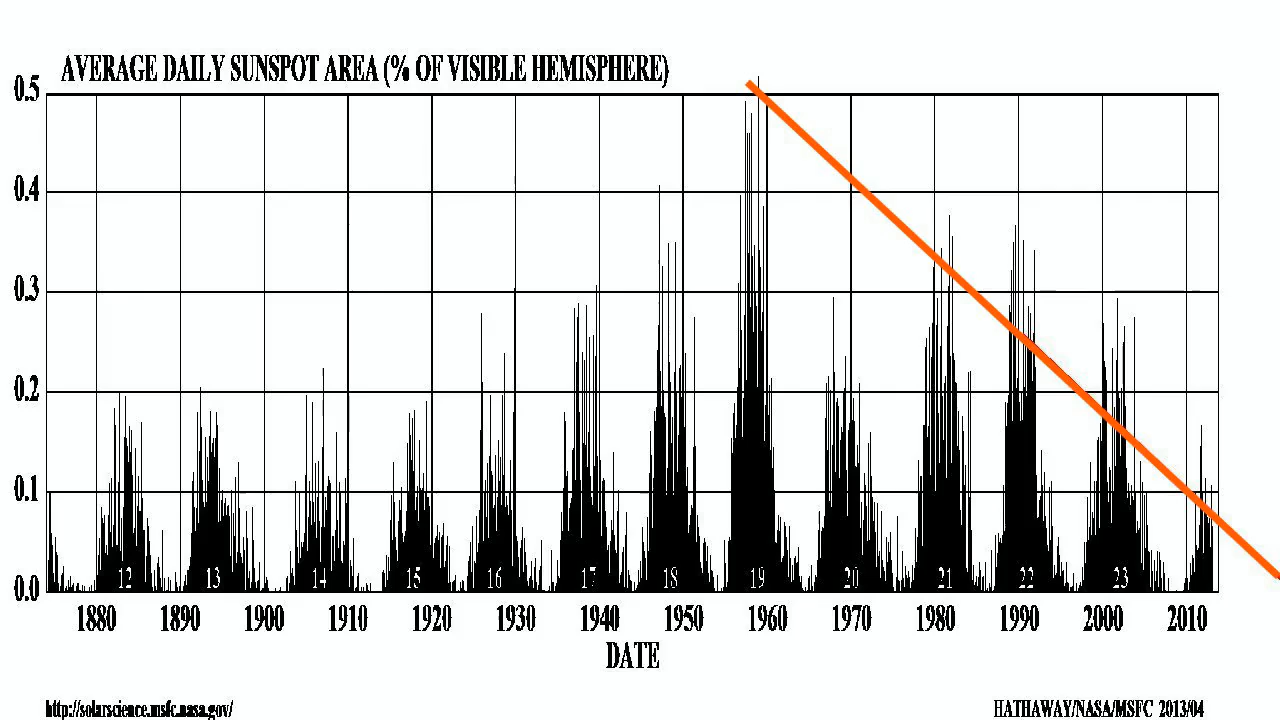 AVERAGE DAILY SUNSPOT AREA (% OF VISIBLE HEMISPHERE)
0.5
0.4
0.3
0.2
0.1
0.0
12 13 14 15 16 17 18 19 20 21 22 23
1880 1890 1900 1910 1920 1930 1940 1950 1960 1970 1980 1990 2000 2010
DATE
http://solarscience.msfc.nasa.gov/ HATHAWAY/NASA/MSFC 2013/04